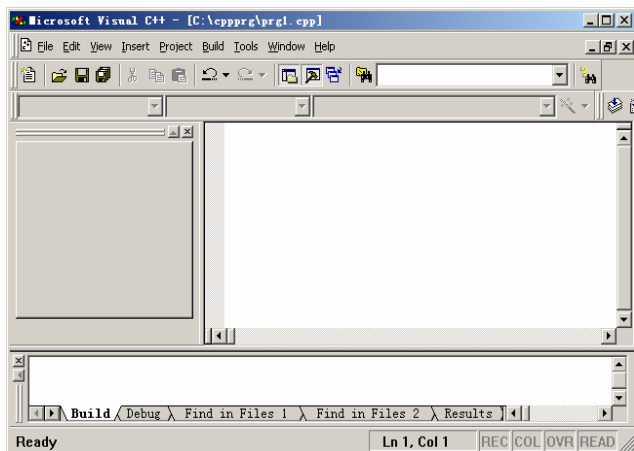 Microsoft Visual C++ - [C:\cppprg\prg1.cpp]
File Edit View Insert Project Build Tools Window Help
Build Debug Find in Files 1 Find in Files 2 Results
Ready Ln 1, Col 1 REC COL OVR READ